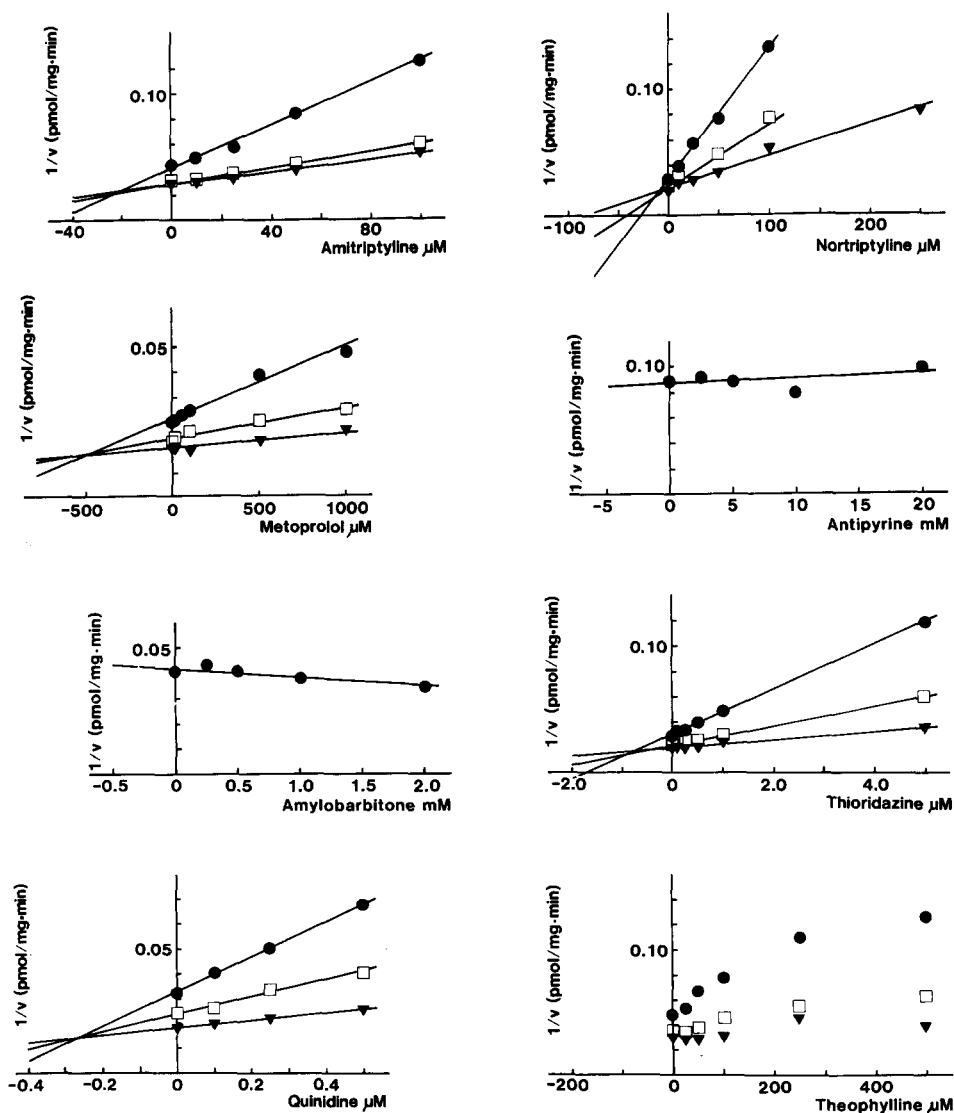 1/v (pmol/mg·min)
0.10
-40 0 40 80
Amitriptyline µM
1/v (pmol/mg·min)
0.10
-100 0 100 200
Nortriptyline µM
1/v (pmol/mg·min)
0.05
-500 0 500 1000
Metoprolol µM
1/v (pmol/mg·min)
0.10
-5 0 5 10 15 20
Antipyrine mM
1/v (pmol/mg·min)
0.05
-0.5 0 0.5 1.0 1.5 2.0
Amylobarbitone mM
1/v (pmol/mg·min)
0.10
-2.0 0 2.0 4.0
Thioridazine µM
1/v (pmol/mg·min)
0.05
-0.4 -0.2 0 0.2 0.4
Quinidine µM
1/v (pmol/mg·min)
0.10
-200 0 200 400
Theophylline µM